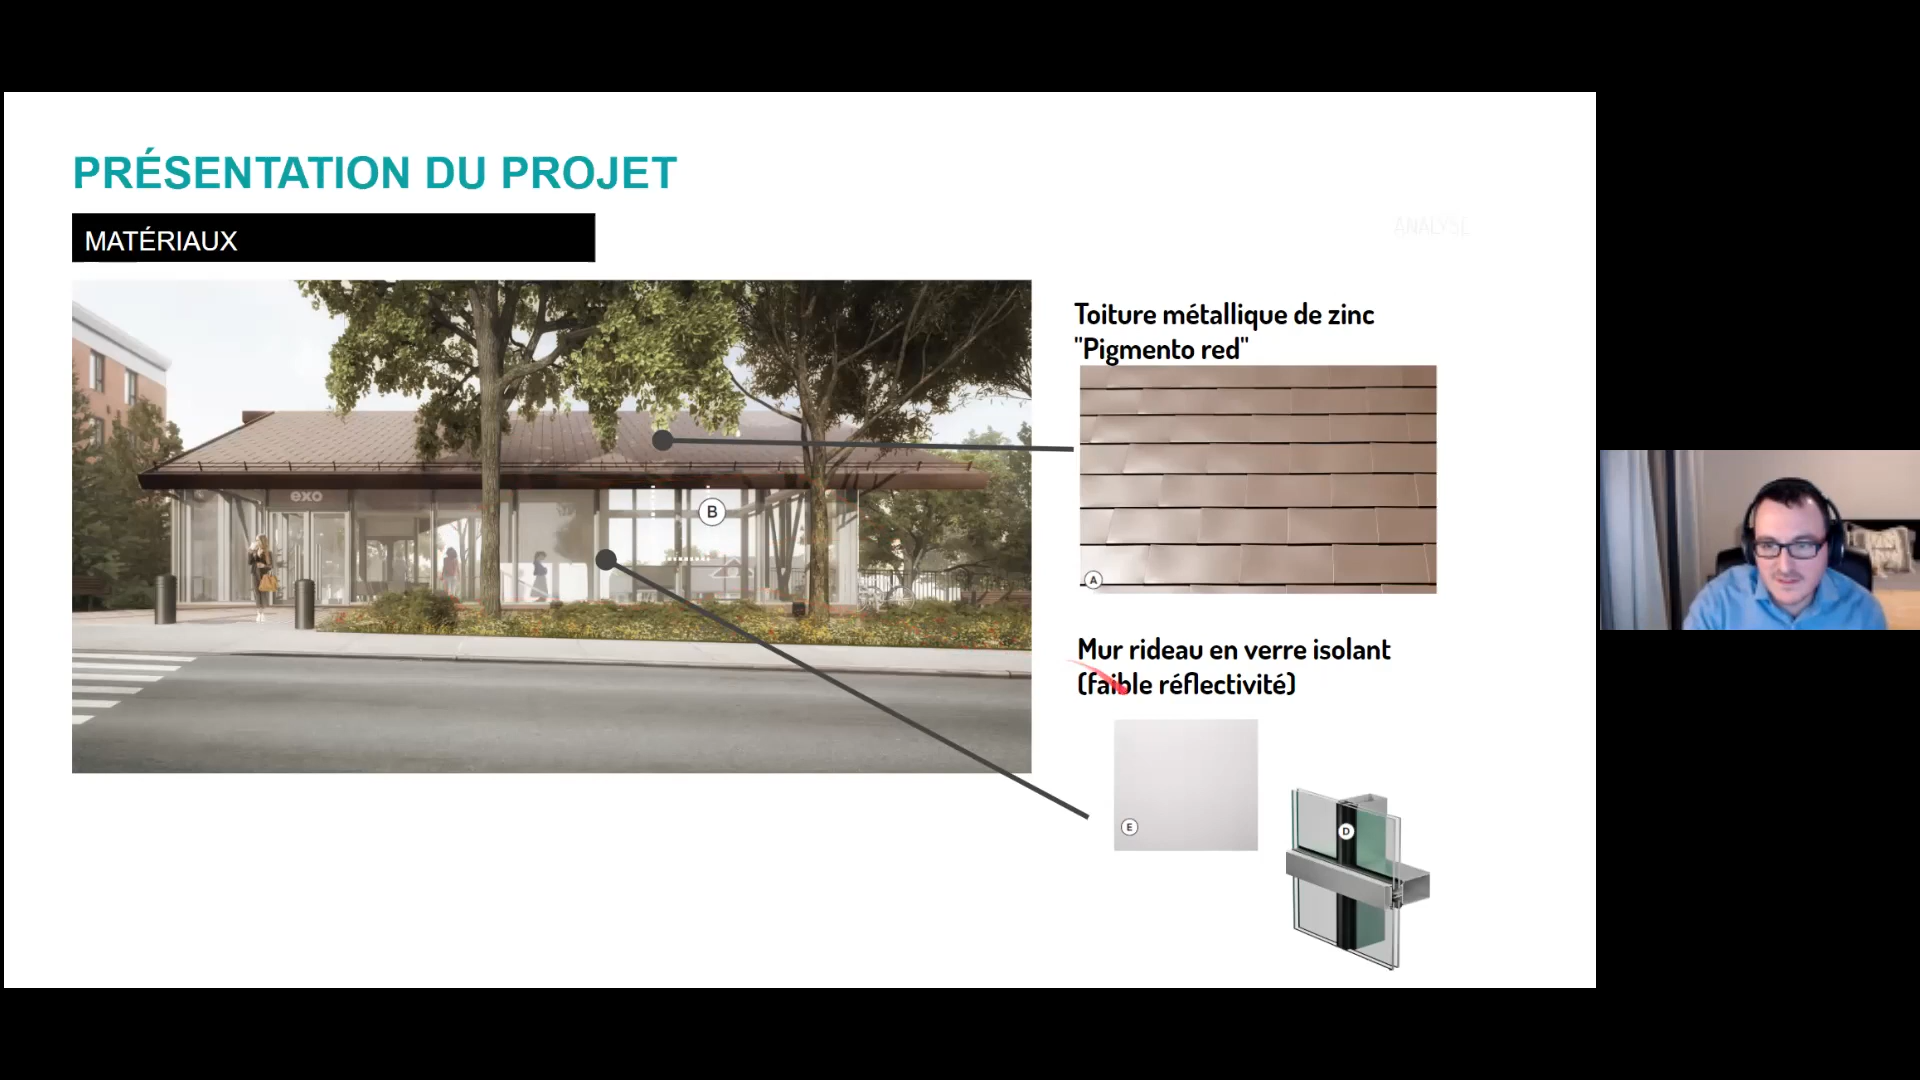 PRÉSENTATION DU PROJET
MATÉRIAUX
ANALYSE
Toiture métallique de zinc
"Pigmento red"
exo
B
A
Mur rideau en verre isolant
(faible réflectivité)
E
D